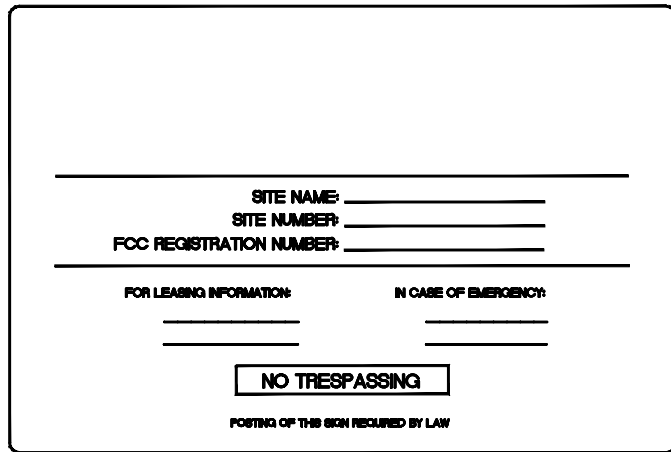 SITE NAME:
SITE NUMBER:
FCC REGISTRATION NUMBER:
FOR LEASING INFORMATION: IN CASE OF EMERGENCY:
NO TRESPASSING
POSTING OF THIS SIGN REQUIRED BY LAW